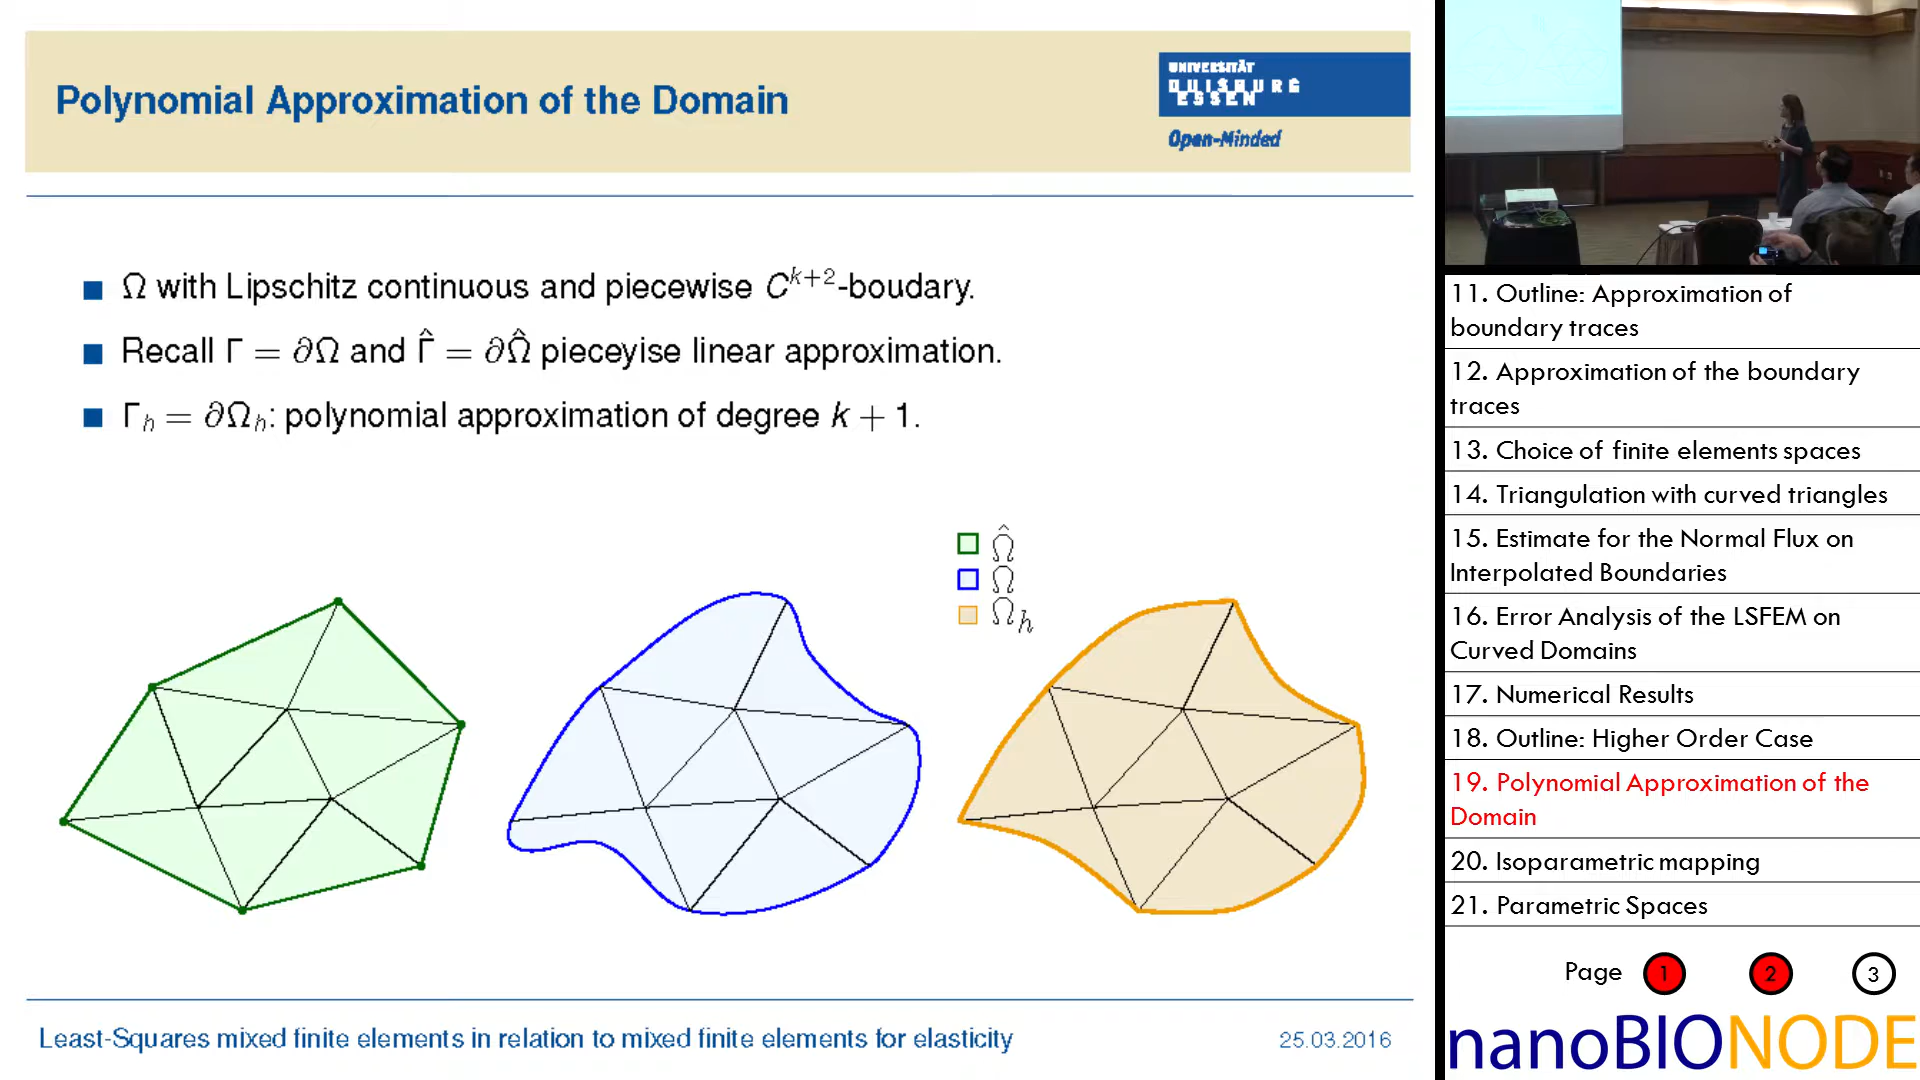 Polynomial Approximation of the Domain
UNIVERSITÄT
DUISBURG
ESSEN
Open-Minded
■ Ω with Lipschitz continuous and piecewise C^{k+2}-boudary.
■ Recall Γ = ∂Ω and Γ̂ = ∂Ω̂ pieceyise linear approximation.
■ Γ_h = ∂Ω_h: polynomial approximation of degree k + 1.
Ω̂
Ω
Ω_h
Least-Squares mixed finite elements in relation to mixed finite elements for elasticity
25.03.2016
11. Outline: Approximation of
boundary traces
12. Approximation of the boundary
traces
13. Choice of finite elements spaces
14. Triangulation with curved triangles
15. Estimate for the Normal Flux on
Interpolated Boundaries
16. Error Analysis of the LSFEM on
Curved Domains
17. Numerical Results
18. Outline: Higher Order Case
19. Polynomial Approximation of the
Domain
20. Isoparametric mapping
21. Parametric Spaces
Page 1 2 3
nanoBIONODE